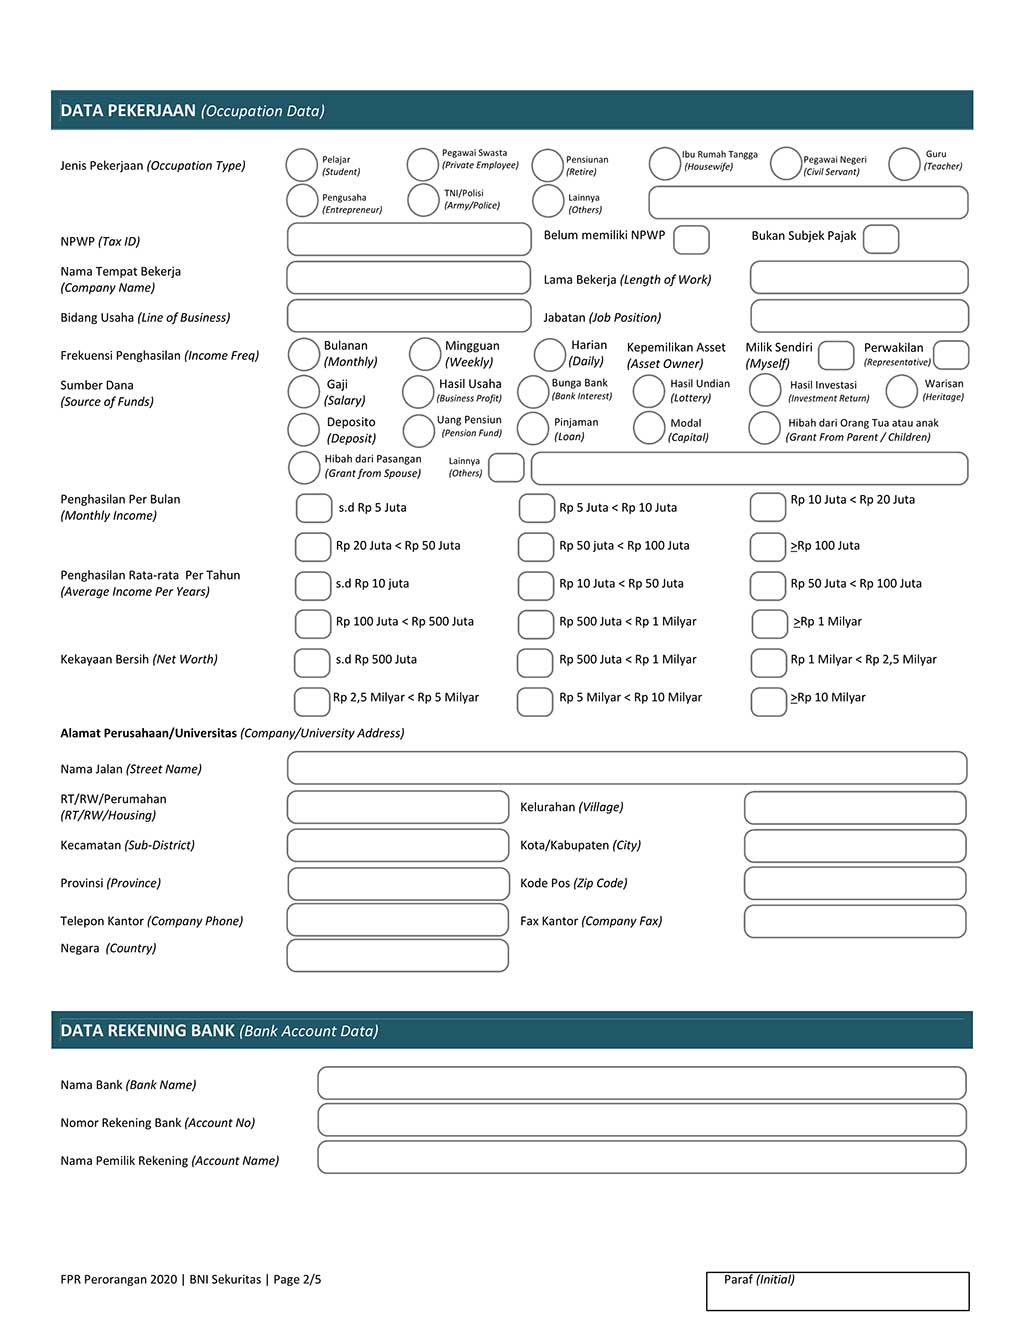 DATA PEKERJAAN (Occupation Data)
Jenis Pekerjaan (Occupation Type)
Pelajar
(Student)
Pegawai Swasta
(Private Employee)
Pensiunan
(Retire)
Ibu Rumah Tangga
(Housewife)
Pegawai Negeri
(Civil Servant)
Guru
(Teacher)
Pengusaha
(Entrepreneur)
TNI/Polisi
(Army/Police)
Lainnya
(Others)
NPWP (Tax ID)
Belum memiliki NPWP
Bukan Subjek Pajak
Nama Tempat Bekerja
(Company Name)
Lama Bekerja (Length of Work)
Bidang Usaha (Line of Business)
Jabatan (Job Position)
Frekuensi Penghasilan (Income Freq)
Bulanan
(Monthly)
Mingguan
(Weekly)
Harian
(Daily)
Kepemilikan Asset
(Asset Owner)
Milik Sendiri
(Myself)
Perwakilan
(Representative)
Sumber Dana
(Source of Funds)
Gaji
(Salary)
Hasil Usaha
(Business Profit)
Bunga Bank
(Bank Interest)
Hasil Undian
(Lottery)
Hasil Investasi
(Investment Return)
Warisan
(Heritage)
Deposito
(Deposit)
Uang Pensiun
(Pension Fund)
Pinjaman
(Loan)
Modal
(Capital)
Hibah dari Orang Tua atau anak
(Grant From Parent / Children)
Hibah dari Pasangan
(Grant from Spouse)
Lainnya
(Others)
Penghasilan Per Bulan
(Monthly Income)
s.d Rp 5 Juta
Rp 5 Juta < Rp 10 Juta
Rp 10 Juta < Rp 20 Juta
Rp 20 Juta < Rp 50 Juta
Rp 50 juta < Rp 100 Juta
≥Rp 100 Juta
Penghasilan Rata-rata Per Tahun
(Average Income Per Years)
s.d Rp 10 juta
Rp 10 Juta < Rp 50 Juta
Rp 50 Juta < Rp 100 Juta
Rp 100 Juta < Rp 500 Juta
Rp 500 Juta < Rp 1 Milyar
≥Rp 1 Milyar
Kekayaan Bersih (Net Worth)
s.d Rp 500 Juta
Rp 500 Juta < Rp 1 Milyar
Rp 1 Milyar < Rp 2,5 Milyar
Rp 2,5 Milyar < Rp 5 Milyar
Rp 5 Milyar < Rp 10 Milyar
≥Rp 10 Milyar
Alamat Perusahaan/Universitas (Company/University Address)
Nama Jalan (Street Name)
RT/RW/Perumahan
(RT/RW/Housing)
Kelurahan (Village)
Kecamatan (Sub-District)
Kota/Kabupaten (City)
Provinsi (Province)
Kode Pos (Zip Code)
Telepon Kantor (Company Phone)
Fax Kantor (Company Fax)
Negara (Country)
DATA REKENING BANK (Bank Account Data)
Nama Bank (Bank Name)
Nomor Rekening Bank (Account No)
Nama Pemilik Rekening (Account Name)
FPR Perorangan 2020 | BNI Sekuritas | Page 2/5
Paraf (Initial)